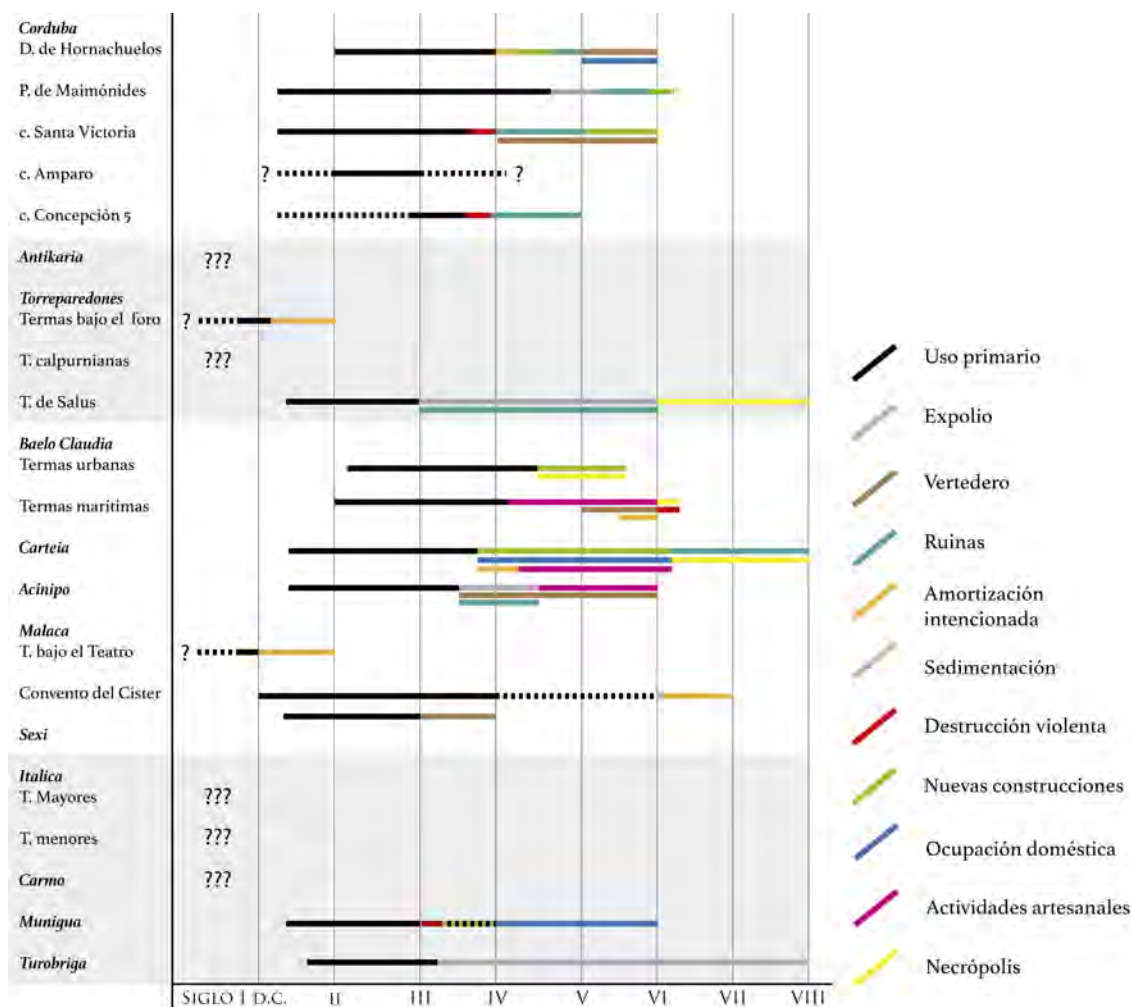 Corduba
D. de Hornachuelos
P. de Maimónides
c. Santa Victoria
? c. Amparo ?
c. Concepción 5
Antikaria ???
Torreparedones
Termas bajo el foro ?
T. calpurnianas ???
T. de Salus
Baelo Claudia
Termas urbanas
Termas marítimas
Carteia
Acinipo
Malaca
T. bajo el Teatro ?
Convento del Cister
Sexi
Italica
T. Mayores ???
T. menores ???
Carmo ???
Munigua
Turobriga
SIGLO I D.C. II III IV V VI VII VIII
Uso primario
Expolio
Vertedero
Ruinas
Amortización
intencionada
Sedimentación
Destrucción violenta
Nuevas construcciones
Ocupación doméstica
Actividades artesanales
Necrópolis